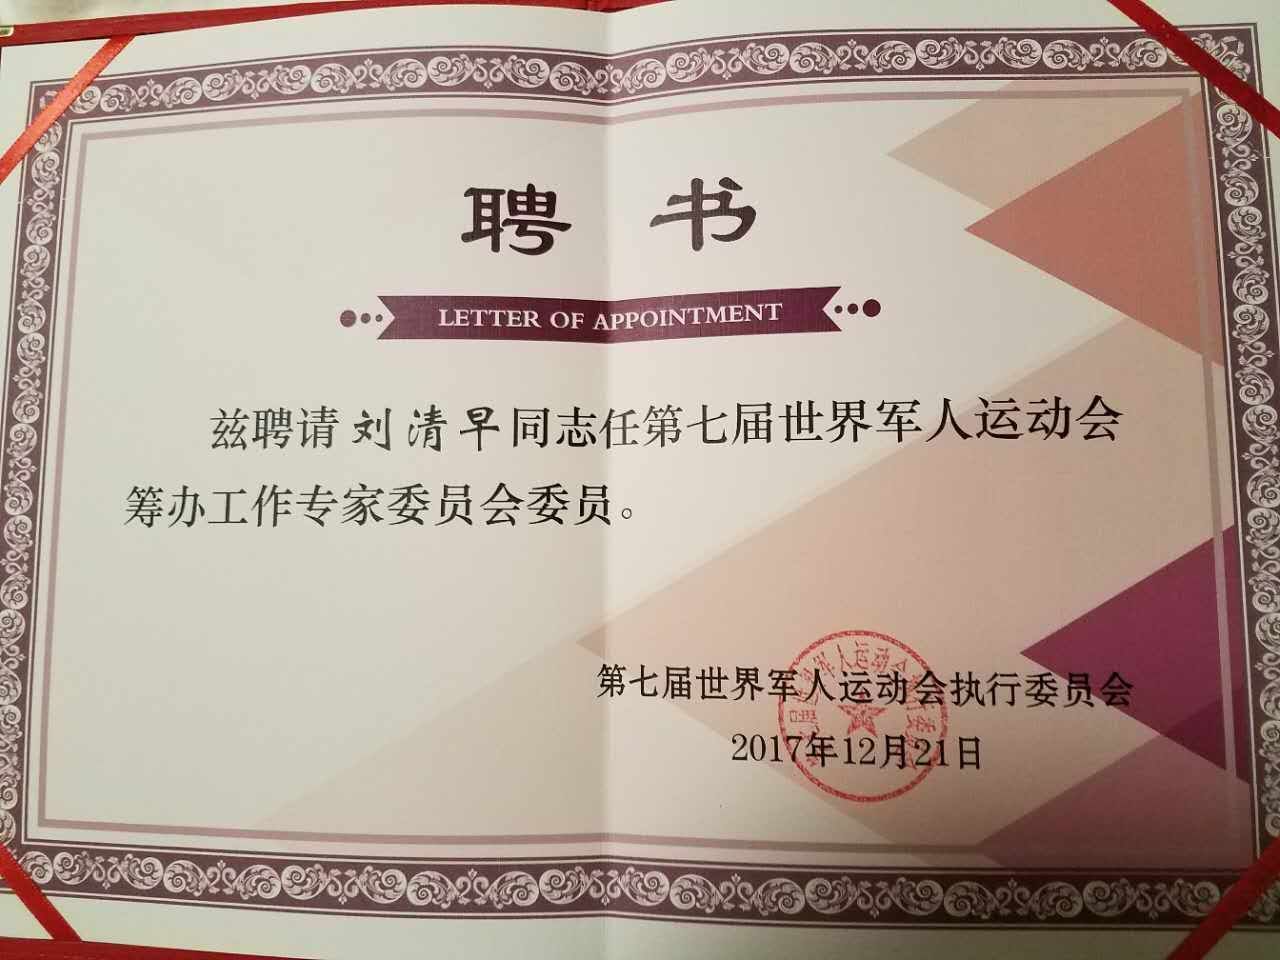 聘书
LETTER OF APPOINTMENT
兹聘请刘清早同志任第七届世界军人运动会
筹办工作专家委员会委员。
第七届世界军人运动会执行委员会
2017年12月21日